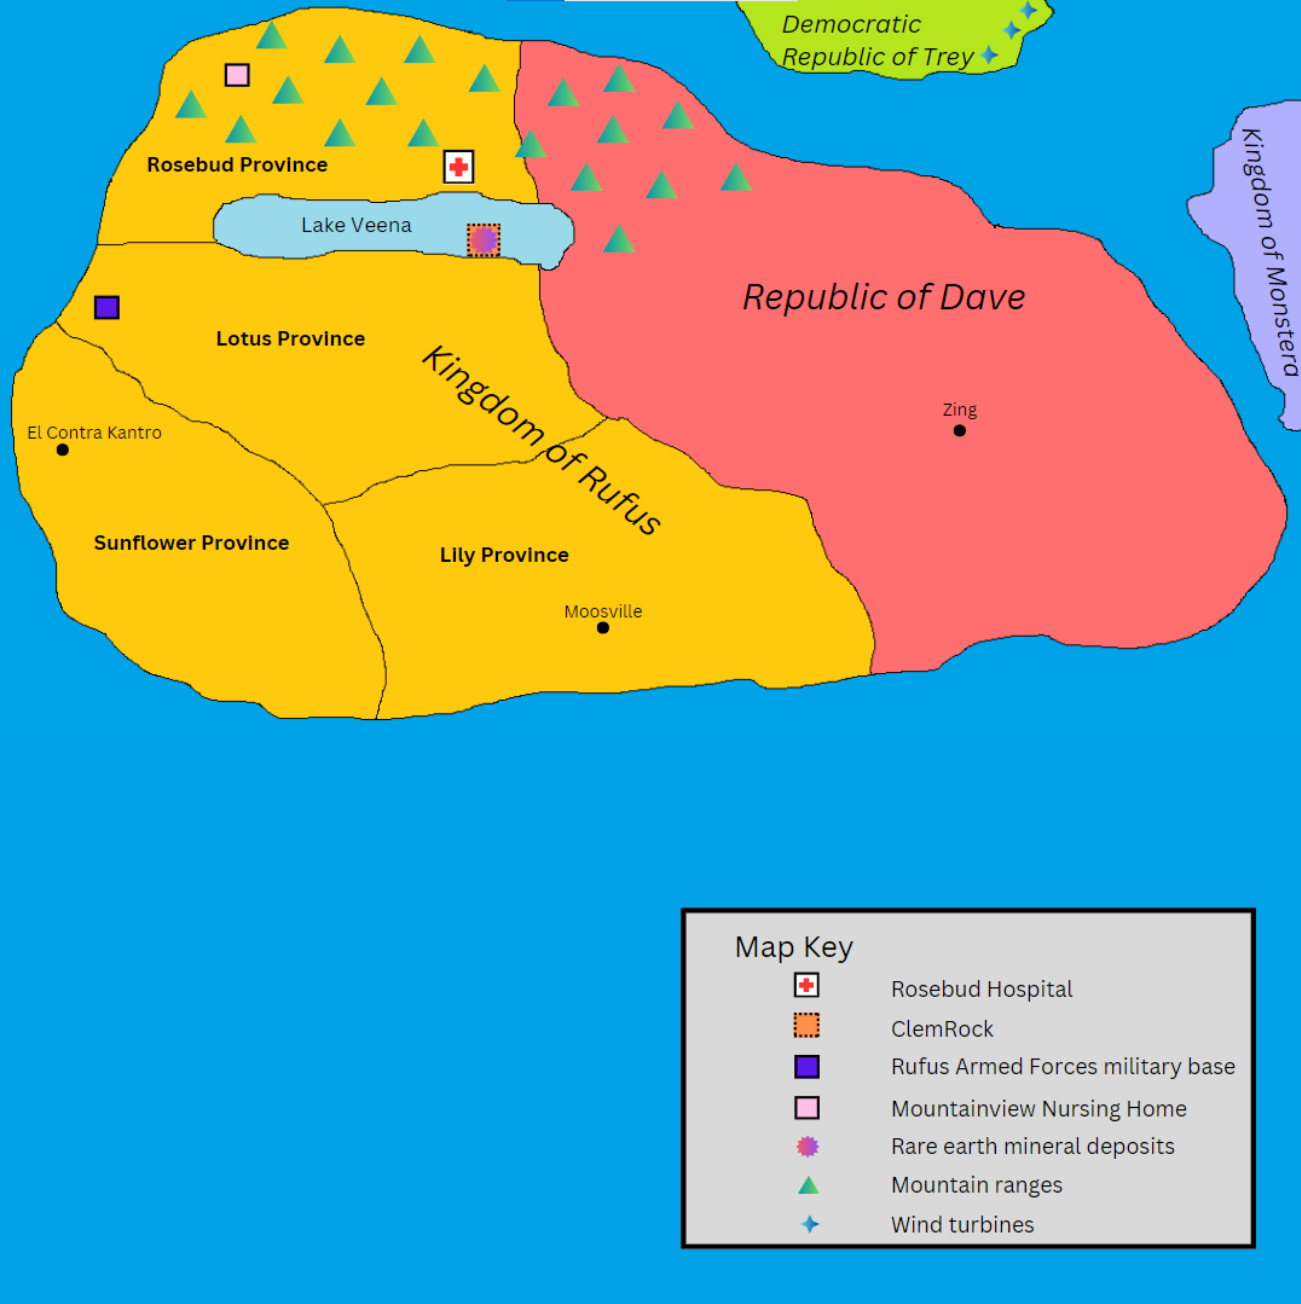 Democratic
Republic of Trey
Kingdom of Monstera
Rosebud Province
Lake Veena
Republic of Dave
Lotus Province
Kingdom of Rufus
Zing
El Contra Kantro
Sunflower Province
Lily Province
Moosville
Map Key
Rosebud Hospital
ClemRock
Rufus Armed Forces military base
Mountainview Nursing Home
Rare earth mineral deposits
Mountain ranges
Wind turbines